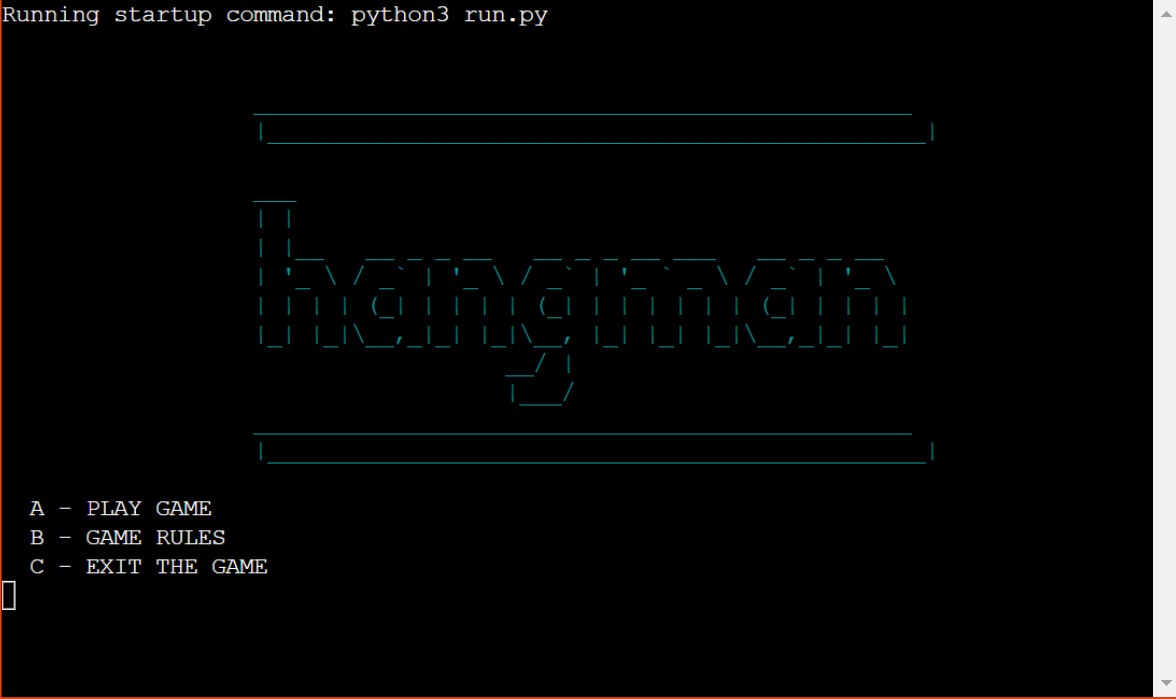 Running startup command: python3 run.py
hangman
A - PLAY GAME
B - GAME RULES
C - EXIT THE GAME